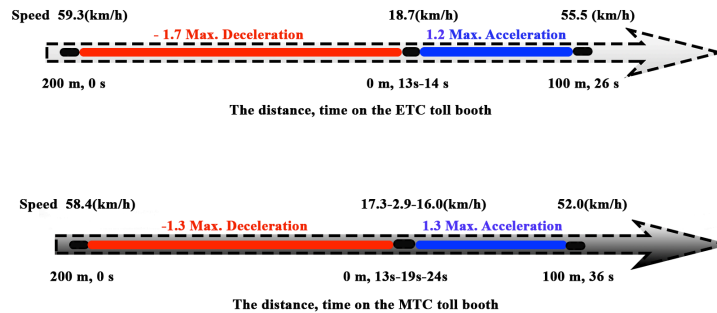 Speed 59.3(km/h) 18.7(km/h) 55.5 (km/h)
- 1.7 Max. Deceleration 1.2 Max. Acceleration
200 m, 0 s 0 m, 13s-14 s 100 m, 26 s
The distance, time on the ETC toll booth
Speed 58.4(km/h) 17.3-2.9-16.0(km/h) 52.0(km/h)
-1.3 Max. Deceleration 1.3 Max. Acceleration
200 m, 0 s 0 m, 13s-19s-24s 100 m, 36 s
The distance, time on the MTC toll booth